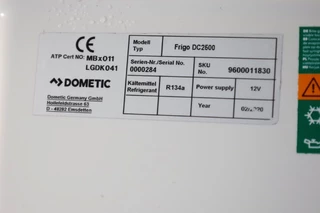 CE
ATP Cert NO: MBx011
LGDK041
DOMETIC
Dometic Germany GmbH
Hollefeldstrasse 63
D - 48282 Emsdetten
Modell
Typ
Frigo DC2500
Serien-Nr./Serial No.
0000284
SKU
No.
9600011830
Kältemittel
Refrigerant
R134a
Power supply
12V
Year